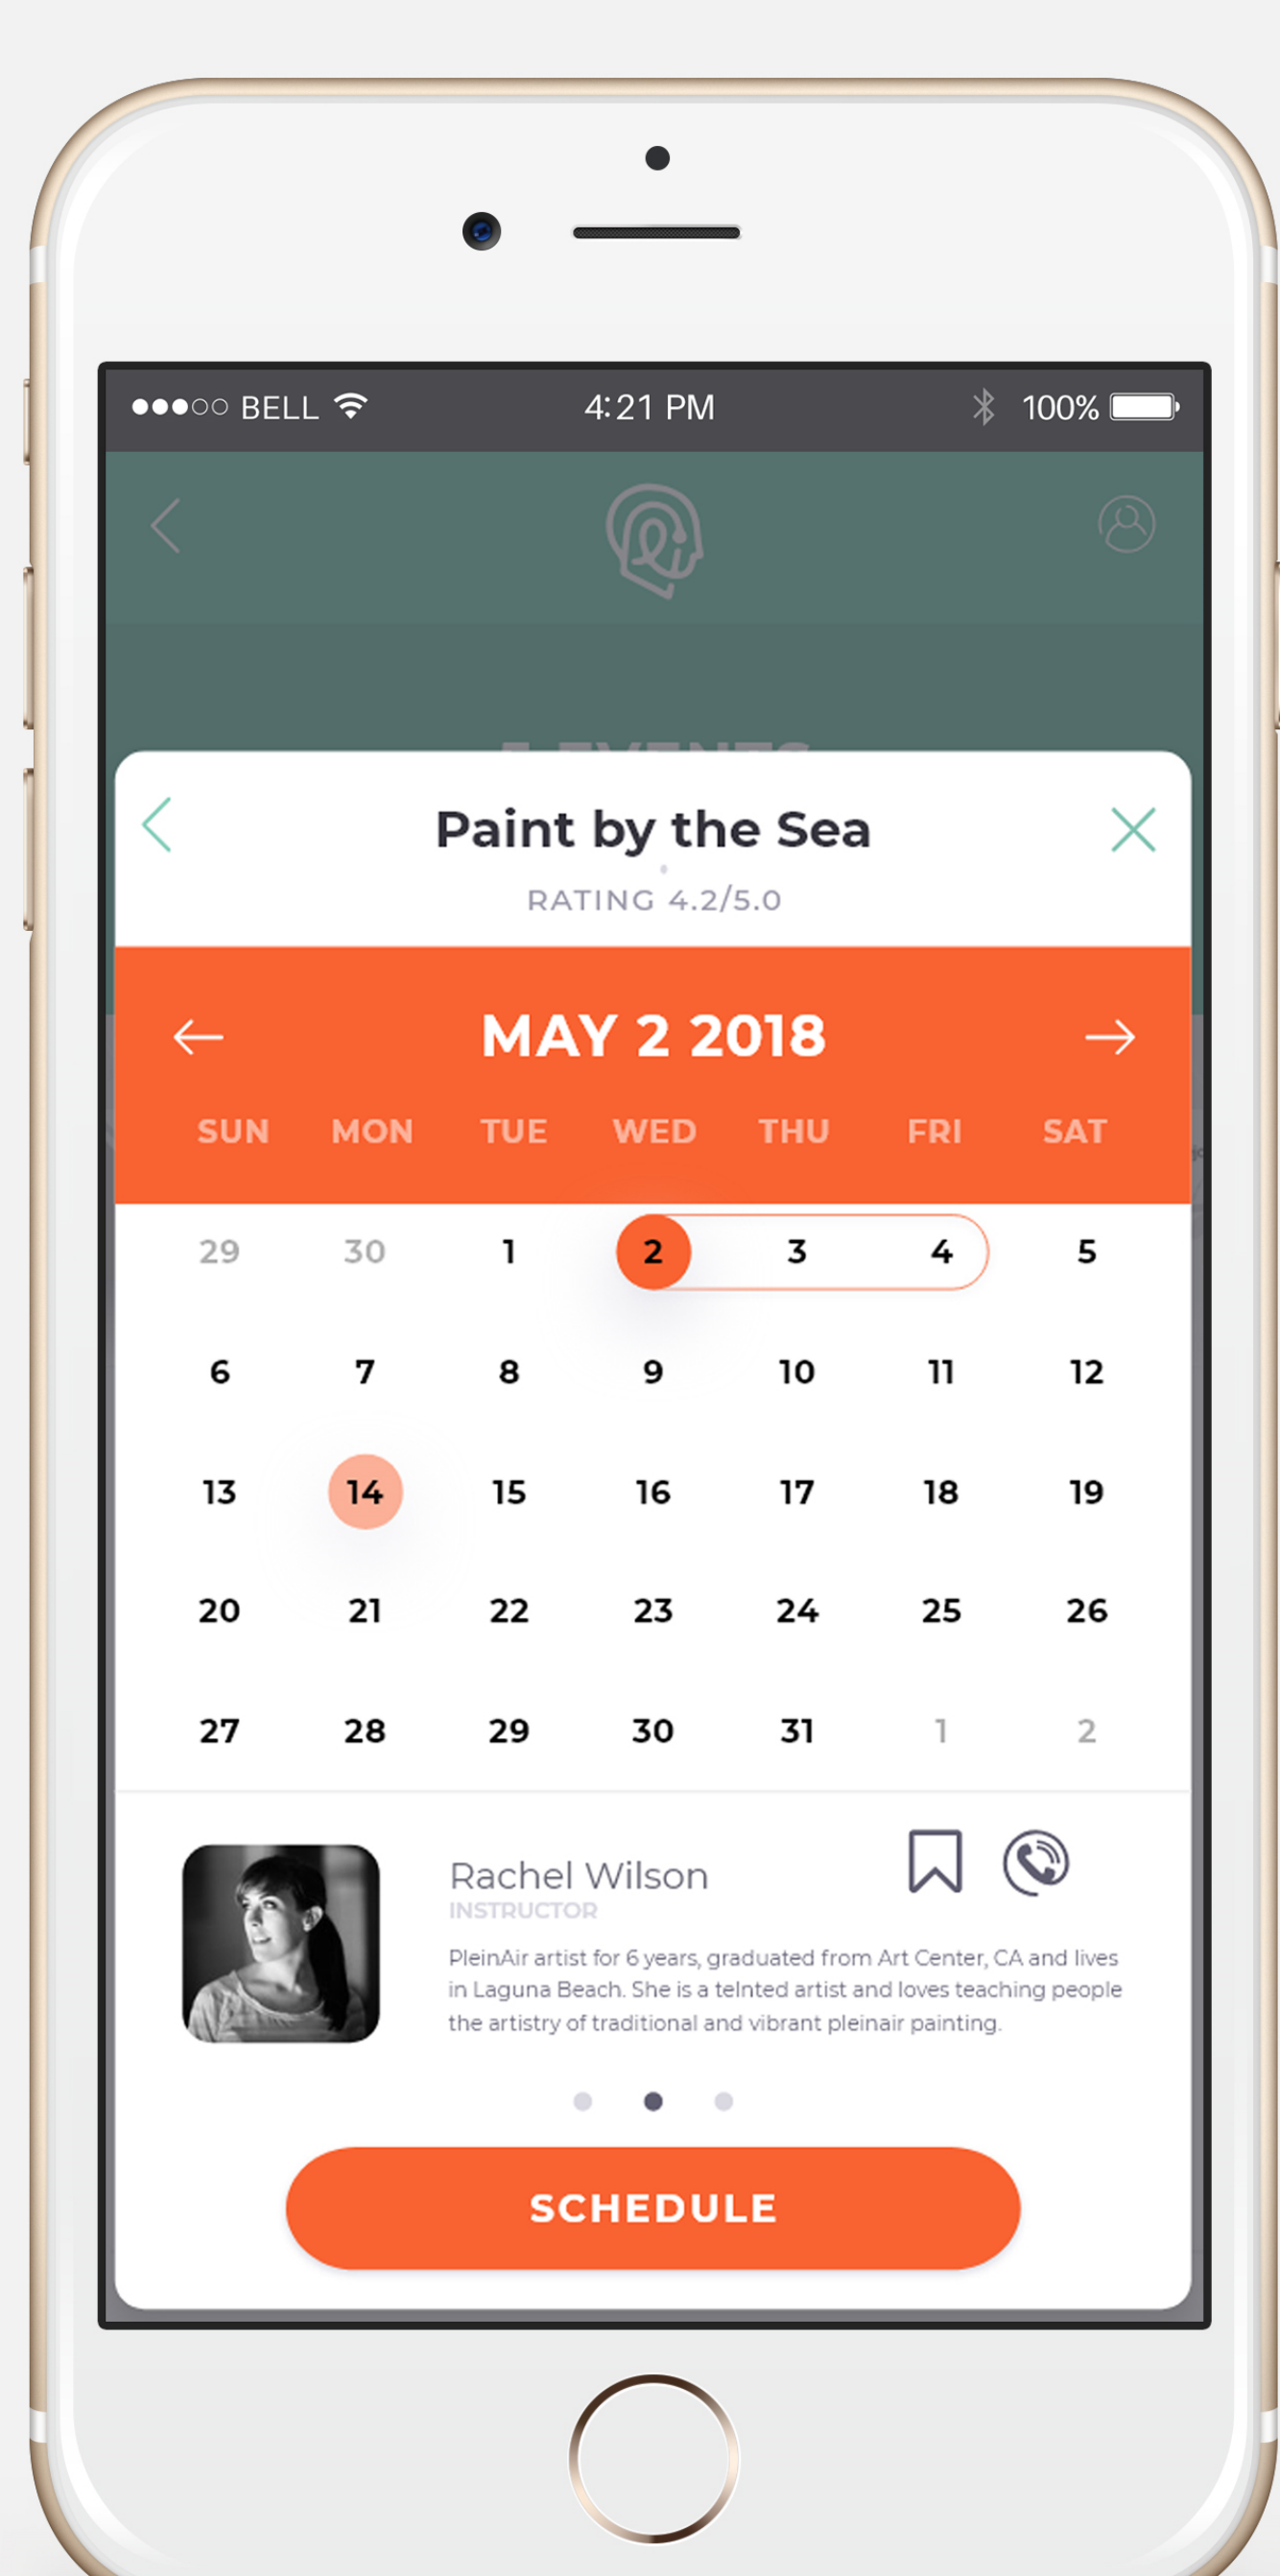 BELL 4:21 PM 100%
5 EVENTS
Paint by the Sea
RATING 4.2/5.0
MAY 2 2018
SUN MON TUE WED THU FRI SAT
29 30 1 2 3 4 5
6 7 8 9 10 11 12
13 14 15 16 17 18 19
20 21 22 23 24 25 26
27 28 29 30 31 1 2
Rachel Wilson
INSTRUCTOR
PleinAir artist for 6 years, graduated from Art Center, CA and lives
in Laguna Beach. She is a telnted artist and loves teaching people
the artistry of traditional and vibrant pleinair painting.
SCHEDULE